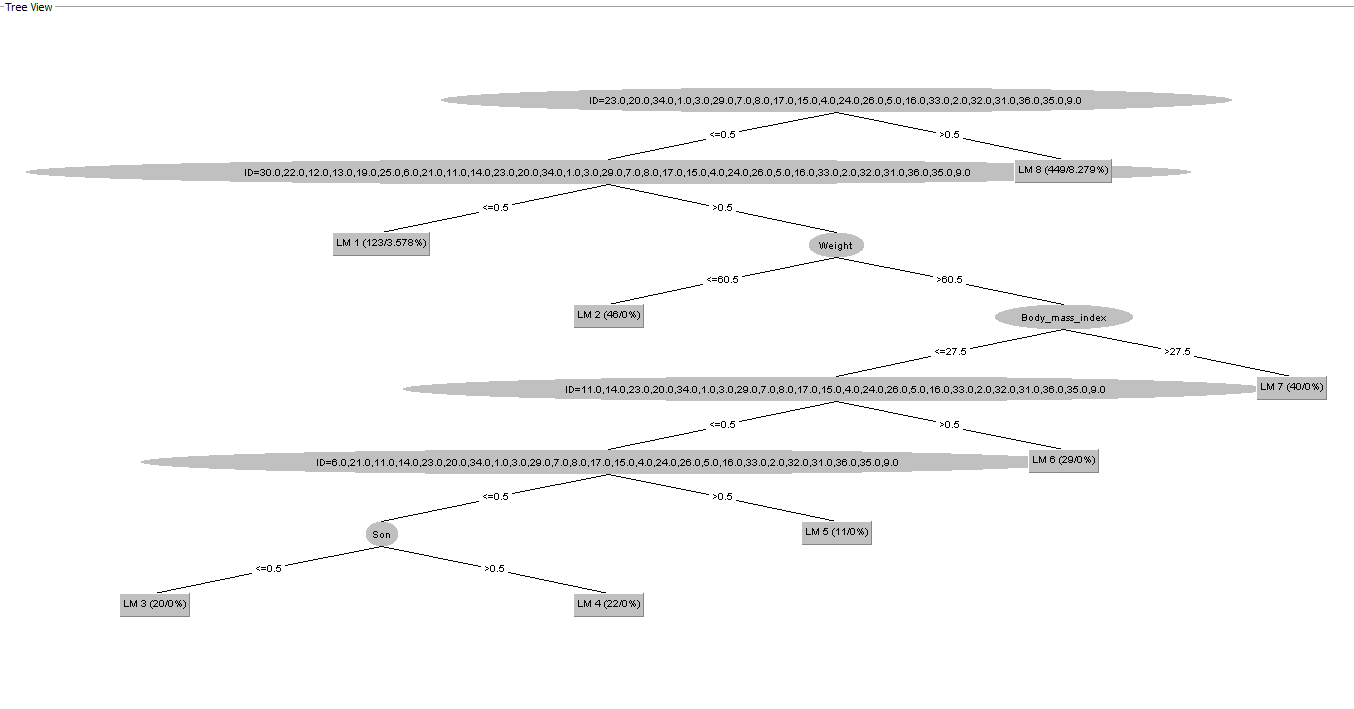 Tree View
ID=23.0,20.0,34.0,1.0,3.0,29.0,7.0,8.0,17.0,15.0,4.0,24.0,26.0,5.0,16.0,33.0,2.0,32.0,31.0,36.0,35.0,9.0
<=0.5 >0.5
ID=30.0,22.0,12.0,13.0,19.0,25.0,6.0,21.0,11.0,14.0,23.0,20.0,34.0,1.0,3.0,29.0,7.0,8.0,17.0,15.0,4.0,24.0,26.0,5.0,16.0,33.0,2.0,32.0,31.0,36.0,35.0,9.0 LM 8 (449/8.279%)
<=0.5 >0.5
LM 1 (123/3.578%) Weight
<=60.5 >60.5
LM 2 (46/0%) Body_mass_index
<=27.5 >27.5
ID=11.0,14.0,23.0,20.0,34.0,1.0,3.0,29.0,7.0,8.0,17.0,15.0,4.0,24.0,26.0,5.0,16.0,33.0,2.0,32.0,31.0,36.0,35.0,9.0 LM 7 (40/0%)
<=0.5 >0.5
ID=6.0,21.0,11.0,14.0,23.0,20.0,34.0,1.0,3.0,29.0,7.0,8.0,17.0,15.0,4.0,24.0,26.0,5.0,16.0,33.0,2.0,32.0,31.0,36.0,35.0,9.0 LM 6 (29/0%)
<=0.5 >0.5
Son LM 5 (11/0%)
<=0.5 >0.5
LM 3 (20/0%) LM 4 (22/0%)